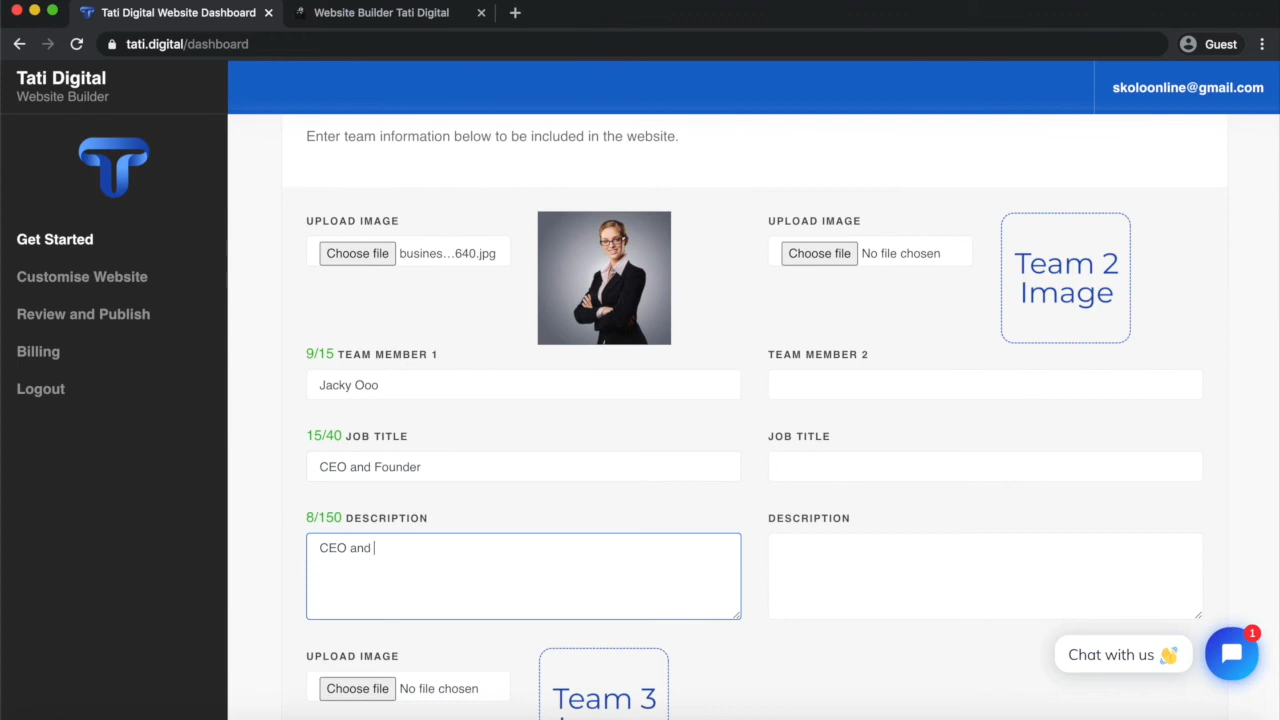 Tati Digital Website Dashboard
Website Builder Tati Digital
tati.digital/dashboard
Guest
Tati Digital
Website Builder
skoloonline@gmail.com
Get Started
Customise Website
Review and Publish
Billing
Logout
Enter team information below to be included in the website.
UPLOAD IMAGE
Choose file busines...640.jpg
UPLOAD IMAGE
Choose file No file chosen
Team 2
Image
9/15 TEAM MEMBER 1
Jacky Ooo
TEAM MEMBER 2
15/40 JOB TITLE
CEO and Founder
JOB TITLE
8/150 DESCRIPTION
CEO and
DESCRIPTION
UPLOAD IMAGE
Choose file No file chosen
Team 3
Chat with us 👋
1